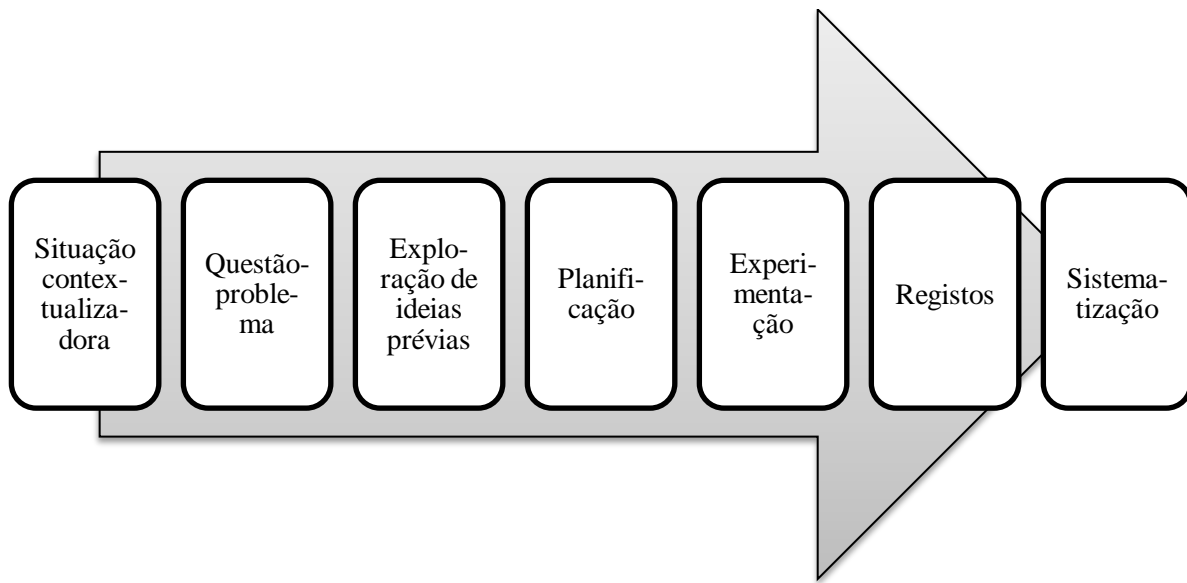 Situação
contex-
tualiza-
dora
Questão-
proble-
ma
Explo-
ração de
ideias
prévias
Planifi-
cação
Experi-
menta-
ção
Registos
Sistema-
tização